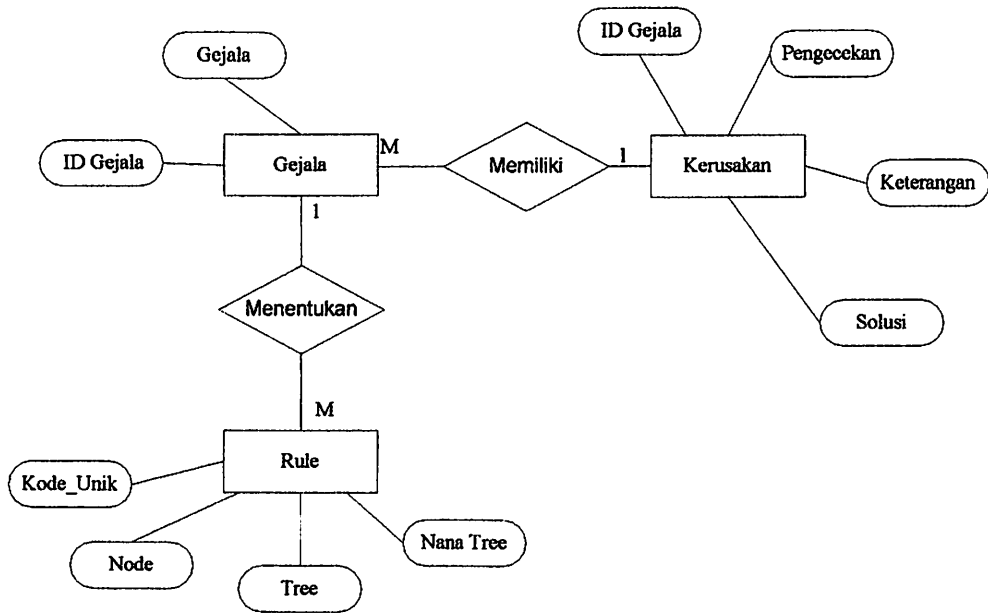 ID Gejala
Gejala
Pengecekan
ID Gejala
Gejala
M
Memiliki
1
Kerusakan
Keterangan
1
Menentukan
Solusi
M
Rule
Kode_Unik
Node
Tree
Nana Tree